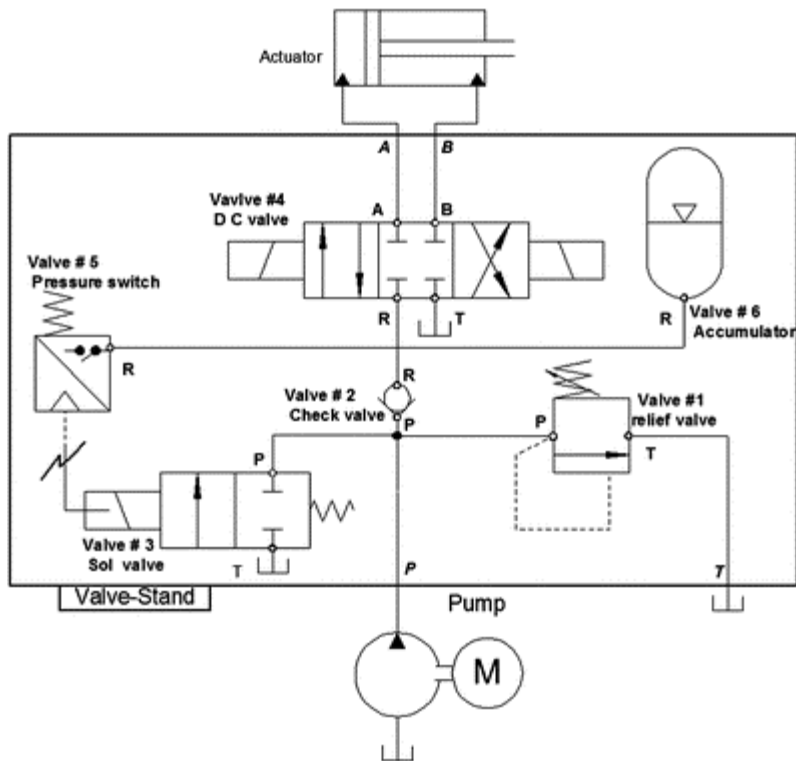 Actuator
A
B
Vavlve #4
D C valve
A
B
Valve # 5
Pressure switch
R
T
R
Valve # 6
Accumulator
R
R
Valve # 2
Check valve
P
Valve #1
relief valve
P
T
P
Valve # 3
Sol valve
T
P
T
Valve-Stand
Pump
M